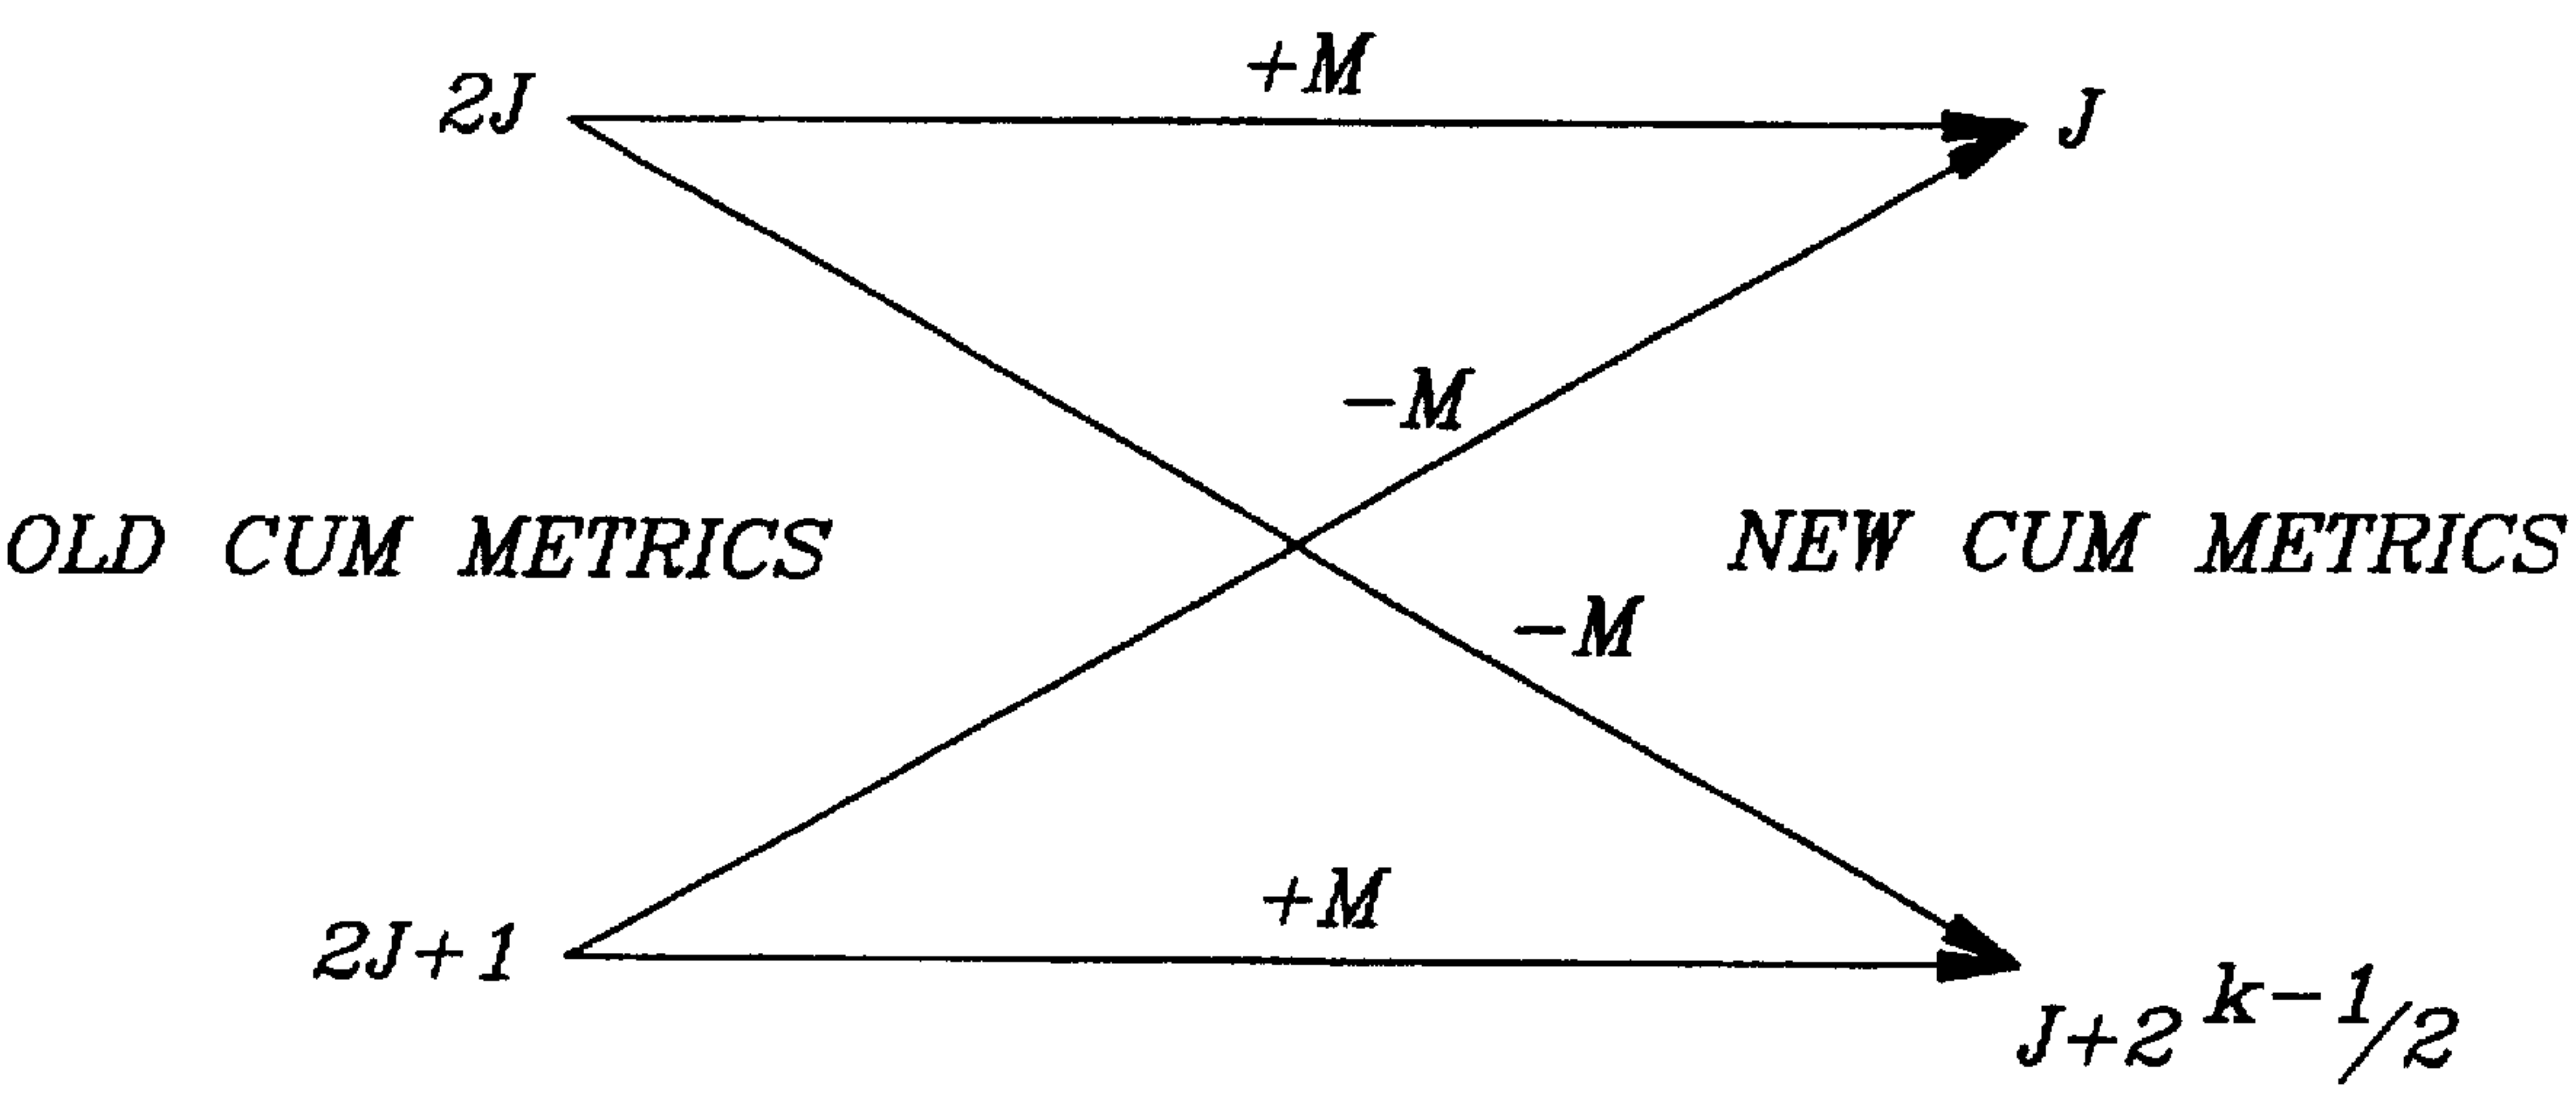 +M
2J
J
-M
OLD CUM METRICS
NEW CUM METRICS
-M
+M
2J+1
J+2^{k-1}/2